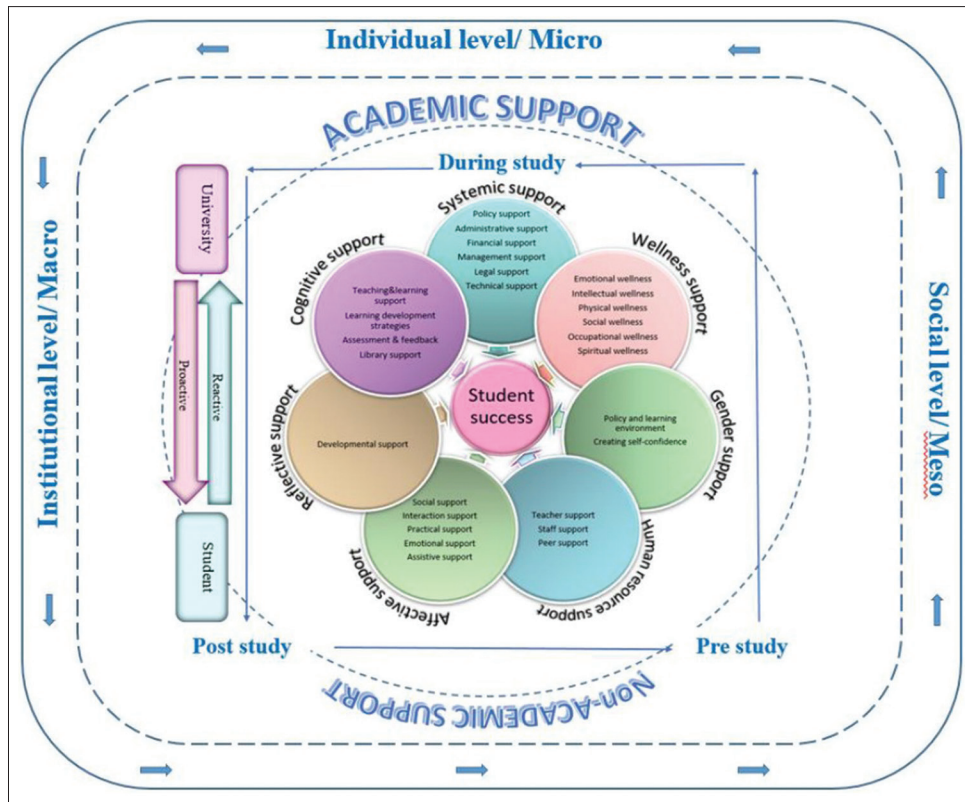 Individual level/ Micro
ACADEMIC SUPPORT
During study
University
Proactive
Reactive
Student
Institutional level/ Macro
Social level/ Meso
Systemic support
Policy support
Administrative support
Financial support
Management support
Legal support
Technical support
Wellness support
Emotional wellness
Intellectual wellness
Physical wellness
Social wellness
Occupational wellness
Spiritual wellness
Cognitive support
Teaching&learning
support
Learning development
strategies
Assessment & feedback
Library support
Student
success
Gender support
Policy and learning
environment
Creating self-confidence
Reflective support
Developmental support
Affective support
Social support
Interaction support
Practical support
Emotional support
Assistive support
Human resource support
Teacher support
Staff support
Peer support
Post study
Pre study
Non-ACADEMIC SUPPORT